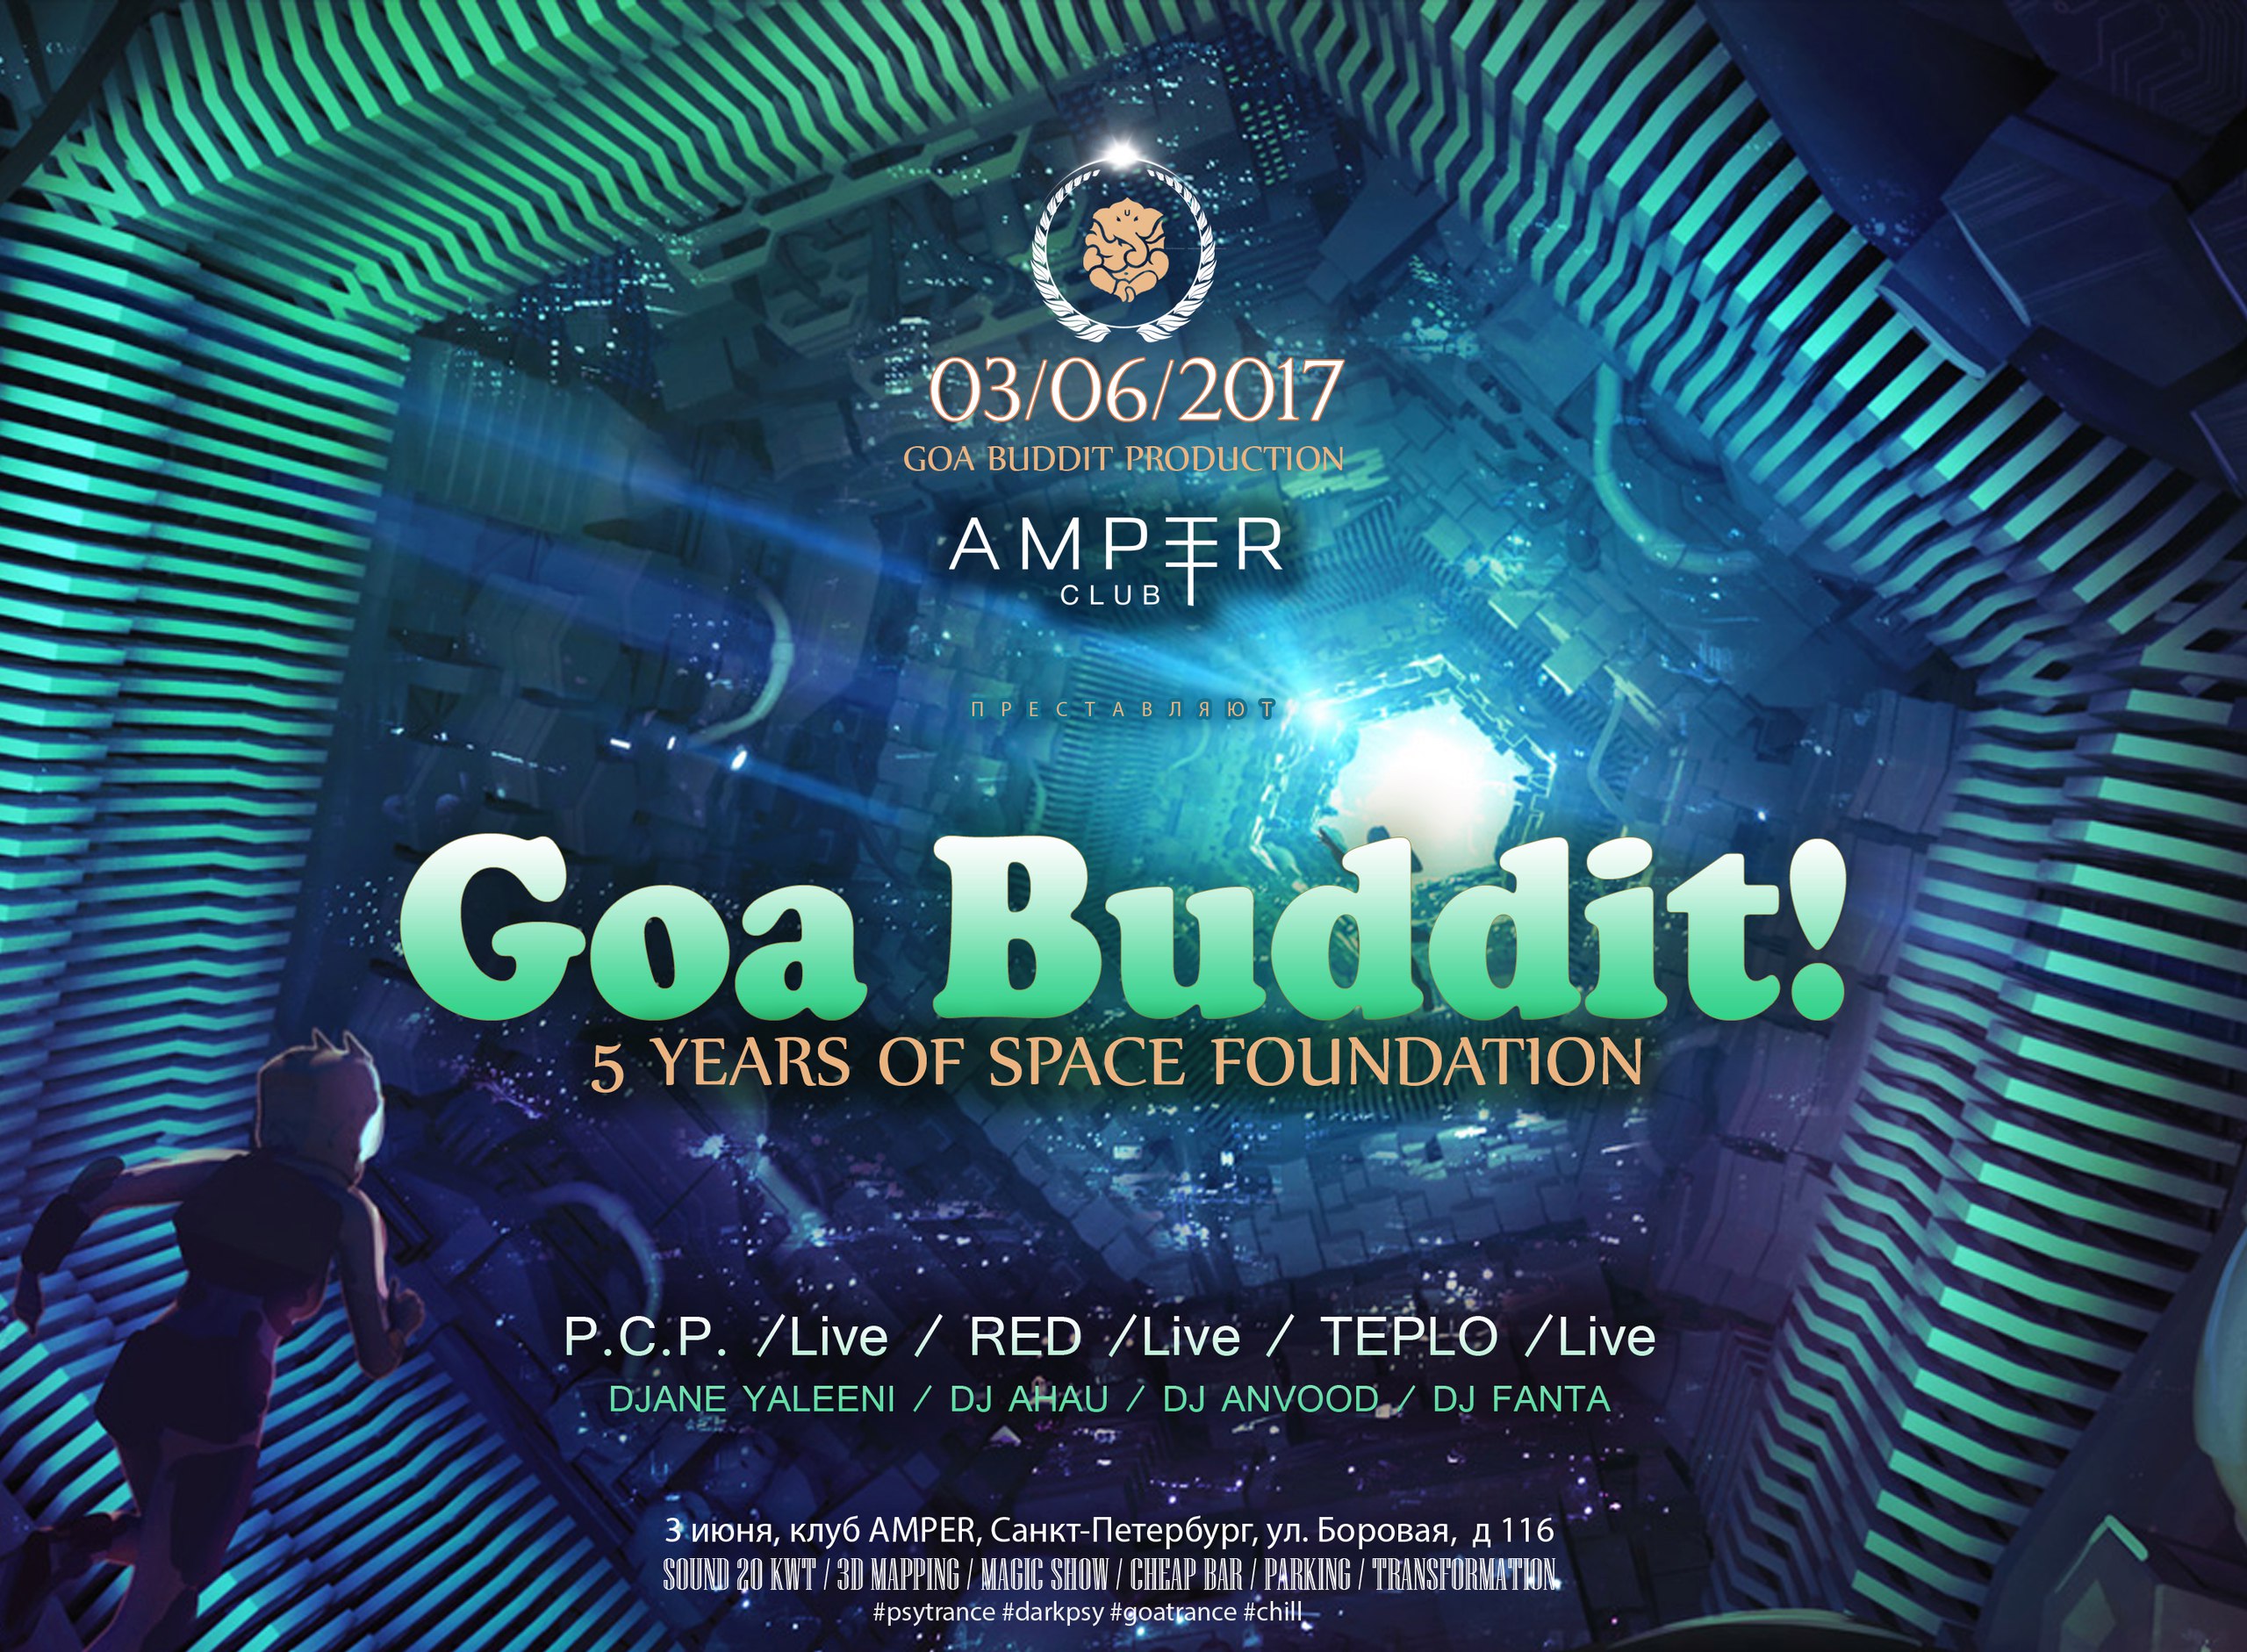 03/06/2017
GOA BUDDIT PRODUCTION
AMPER
CLUB
ПРЕСТАВЛЯЮТ
Goa Buddit!
5 YEARS OF SPACE FOUNDATION
P.C.P. /Live / RED /Live / TEPLO /Live
DJANE YALEENI / DJ AHAU / DJ ANVOOD / DJ FANTA
3 июня, клуб AMPER, Санкт-Петербург, ул. Боровая, д 116
SOUND 20 KWT / 3D MAPPING / MAGIC SHOW / CHEAP BAR / PARKING / TRANSFORMATION
#psytrance #darkpsy #goatrance #chill